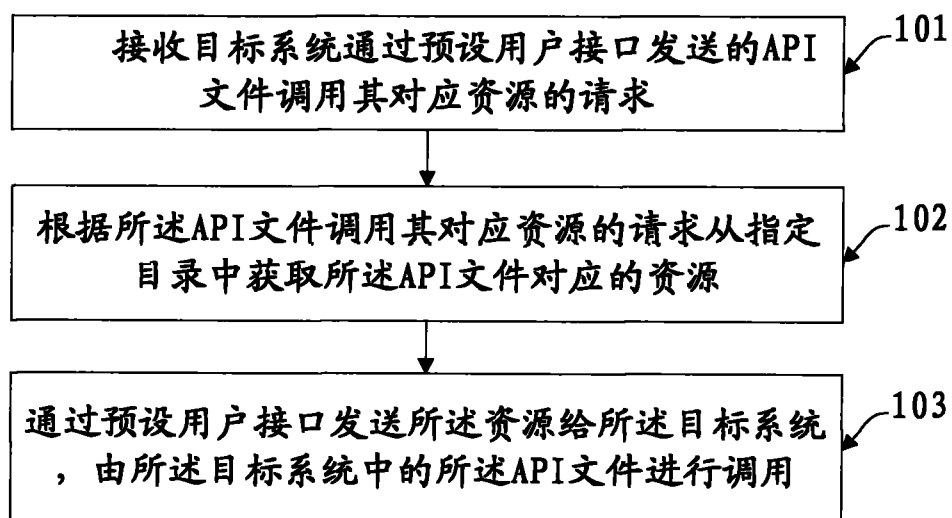 接收目标系统通过预设用户接口发送的API
文件调用其对应资源的请求
101
根据所述API文件调用其对应资源的请求从指定
目录中获取所述API文件对应的资源
102
通过预设用户接口发送所述资源给所述目标系统
，由所述目标系统中的所述API文件进行调用
103